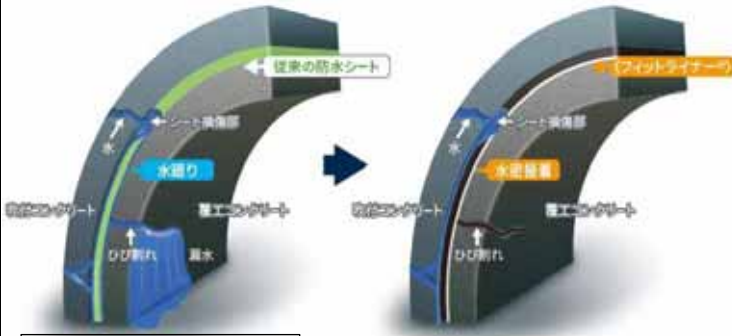 従来の防水シート
シート損傷部
水
水廻り
吹付コンクリート
覆工コンクリート
ひび割れ
漏水
《フィットライナー®》
シート損傷部
水
水密接着
吹付コンクリート
覆工コンクリート
ひび割れ